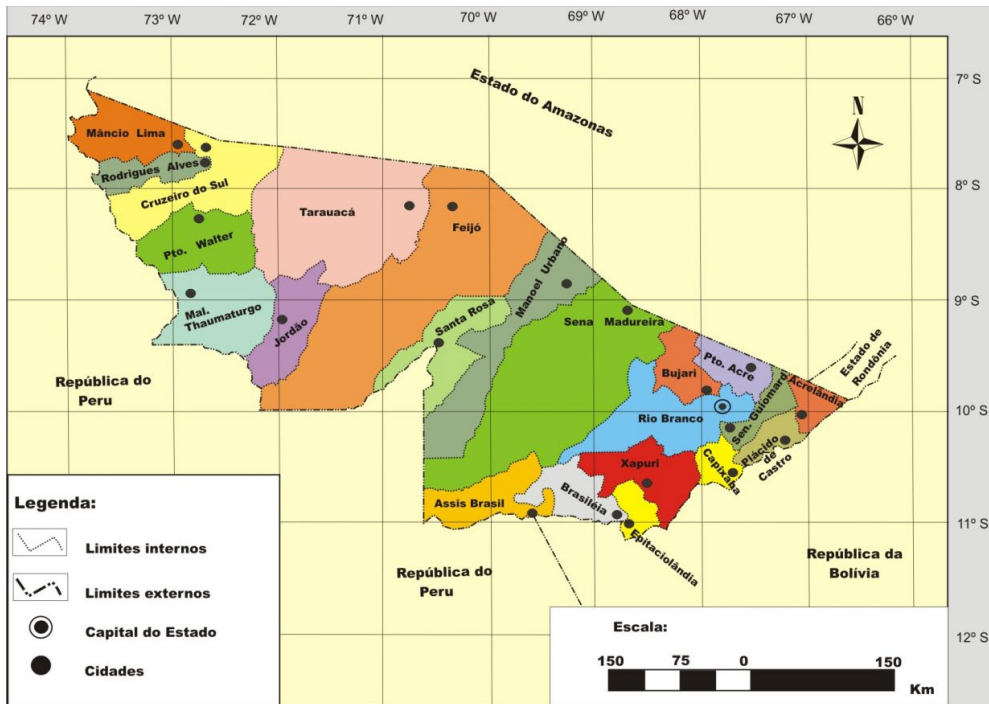 74º W
73º W
72º W
71º W
70º W
69º W
68º W
67º W
66º W
7º S
8º S
9º S
10º S
11º S
12º S
Estado do Amazonas
N
Mâncio Lima
Rodrigues Alves
Cruzeiro do Sul
Tarauacá
Feijó
Pto. Walter
Mal.
Thaumaturgo
Jordão
Santa Rosa
Manoel Urbano
Sena Madureira
Bujari
Pto. Acre
Estado de
Rondônia
Acrelândia
Sen. Guiomard
Rio Branco
República do
Peru
Xapuri
Capixaba
Plácido
de
Castro
Assis Brasil
Brasiléia
Epitaciolândia
República do
Peru
República da
Bolívia
Legenda:
Limites internos
Limites externos
Capital do Estado
Cidades
Escala:
150 75 0 150
Km